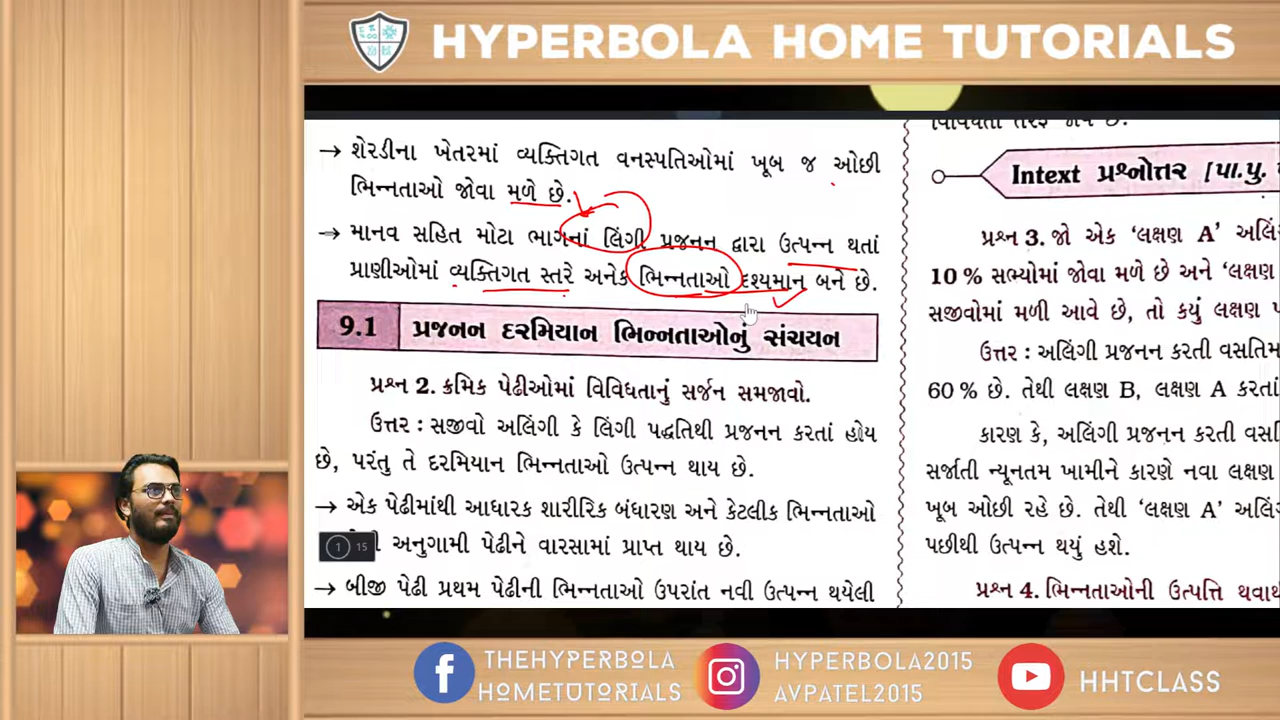 HYPERBOLA HOME TUTORIALS
→ શેરડીના ખેતરમાં વ્યક્તિગત વનસ્પતિઓમાં ખૂબ જ ઓછી
ભિન્નતાઓ જોવા મળે છે.
→ માનવ સહિત મોટા ભાગનાં લિંગી પ્રજનન દ્વારા ઉત્પન્ન થતાં
પ્રાણીઓમાં વ્યક્તિગત સ્તરે અનેક ભિન્નતાઓ દૃશ્યમાન બને છે.
9.1 પ્રજનન દરમિયાન ભિન્નતાઓનું સંચયન
પ્રશ્ન 2. ક્રમિક પેઢીઓમાં વિવિધતાનું સર્જન સમજાવો.
ઉત્તર : સજીવો અલિંગી કે લિંગી પદ્ધતિથી પ્રજનન કરતાં હોય
છે, પરંતુ તે દરમિયાન ભિન્નતાઓ ઉત્પન્ન થાય છે.
→ એક પેઢીમાંથી આધારક શારીરિક બંધારણ અને કેટલીક ભિન્નતાઓ
અનુગામી પેઢીને વારસામાં પ્રાપ્ત થાય છે.
→ બીજી પેઢી પ્રથમ પેઢીની ભિન્નતાઓ ઉપરાંત નવી ઉત્પન્ન થયેલી
1 15
Intext પ્રશ્નોત્તર [પા.પુ.
પ્રશ્ન 3. જો એક ‘લક્ષણ A’ અલિં
10 % સભ્યોમાં જોવા મળે છે અને ‘લક્ષણ
સજીવોમાં મળી આવે છે, તો કયું લક્ષણ
ઉત્તર : અલિંગી પ્રજનન કરતી વસતિમ
60 % છે. તેથી લક્ષણ B, લક્ષણ A કરતાં
કારણ કે, અલિંગી પ્રજનન કરતી વસ
સર્જાતી ન્યૂનતમ ખામીને કારણે નવા લક્ષણ
ખૂબ ઓછી રહે છે. તેથી ‘લક્ષણ A’ અલિં
પછીથી ઉત્પન્ન થયું હશે.
પ્રશ્ન 4. ભિન્નતાઓની ઉત્પત્તિ
THEHYPERBOLA
HOMETUTORIALS
HYPERBOLA2015
AVPATEL2015
HHTCLASS